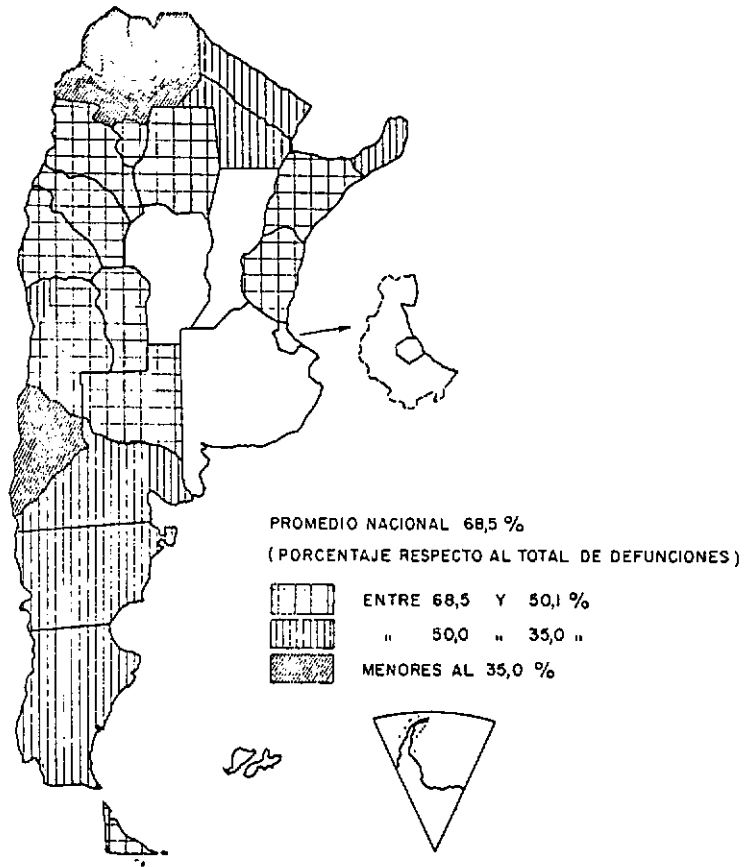 PROMEDIO NACIONAL 68,5 %
(PORCENTAJE RESPECTO AL TOTAL DE DEFUNCIONES)
ENTRE 68,5 Y 50,1 %
" 50,0 " 35,0 "
MENORES AL 35,0 %